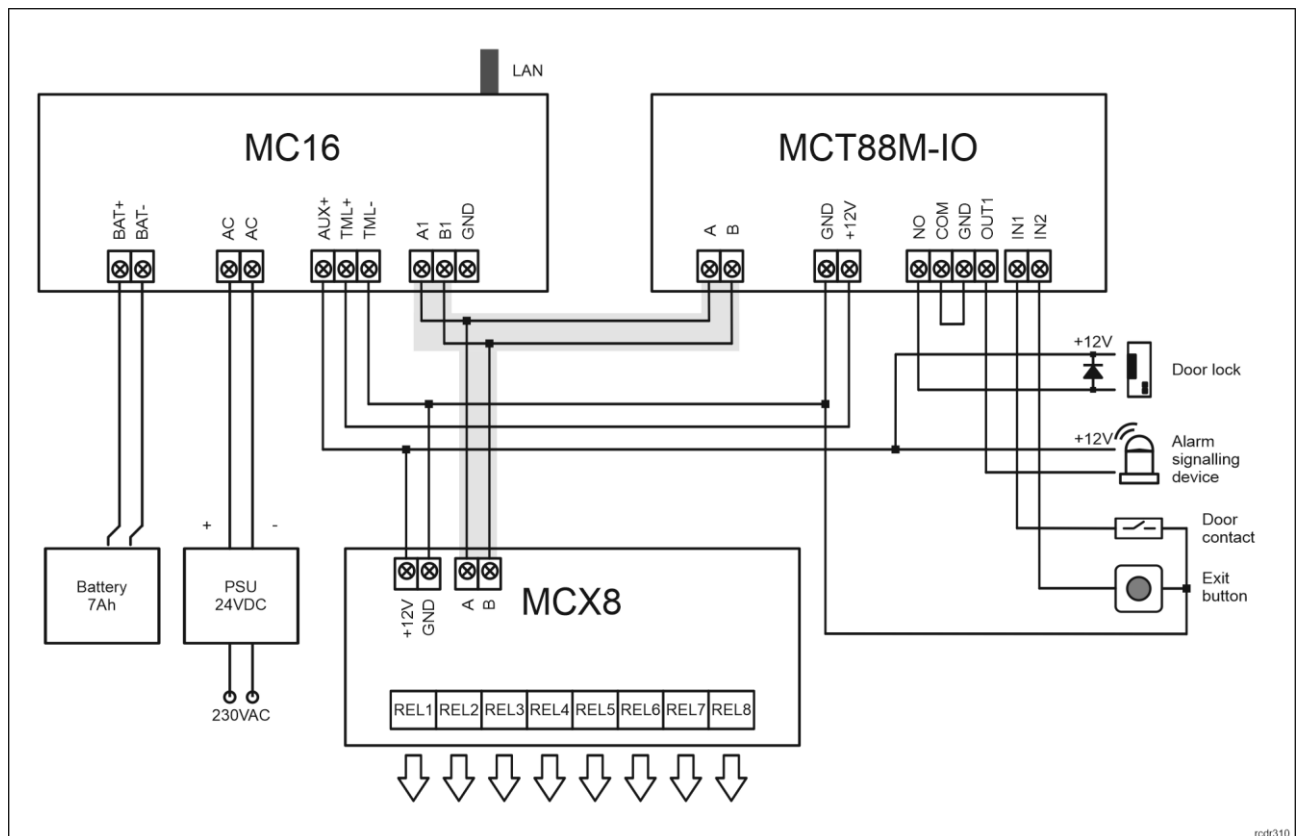 LAN
MC16
MCT88M-IO
BAT+
BAT-
AC
AC
AUX+
TML+
TML-
A1
B1
GND
A
B
GND
+12V
NO
COM
GND
OUT1
IN1
IN2
+12V
Door lock
+12V
Alarm
signalling
device
Door
contact
Exit
button
+
-
Battery
7Ah
PSU
24VDC
230VAC
+12V
GND
A
B
MCX8
REL1 REL2 REL3 REL4 REL5 REL6 REL7 REL8
rcdr310